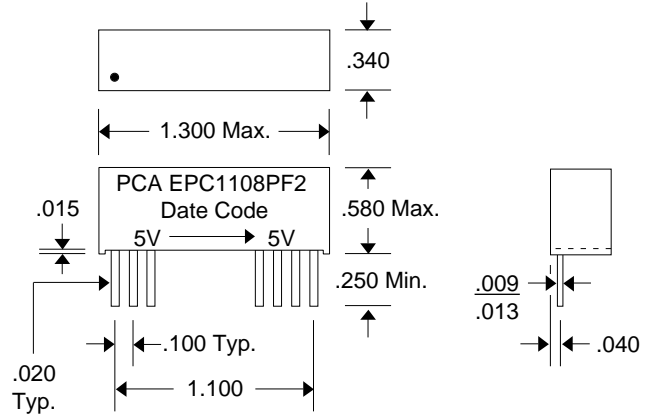 .340
1.300 Max.
PCA EPC1108PF2
Date Code
5V 5V
.015
.580 Max.
.250 Min.
.009
.013
.100 Typ.
.040
.020
Typ.
1.100